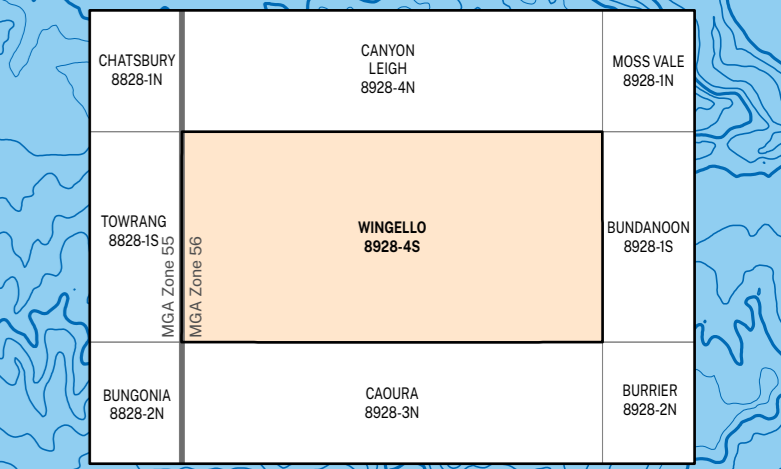 CHATSBURY
8828-1N
CANYON
LEIGH
8928-4N
MOSS VALE
8928-1N
TOWRANG
8828-1S
MGA Zone 55
MGA Zone 56
WINGELLO
8928-4S
BUNDANOON
8928-1S
BUNGONIA
8828-2N
CAOURA
8928-3N
BURRIER
8928-2N